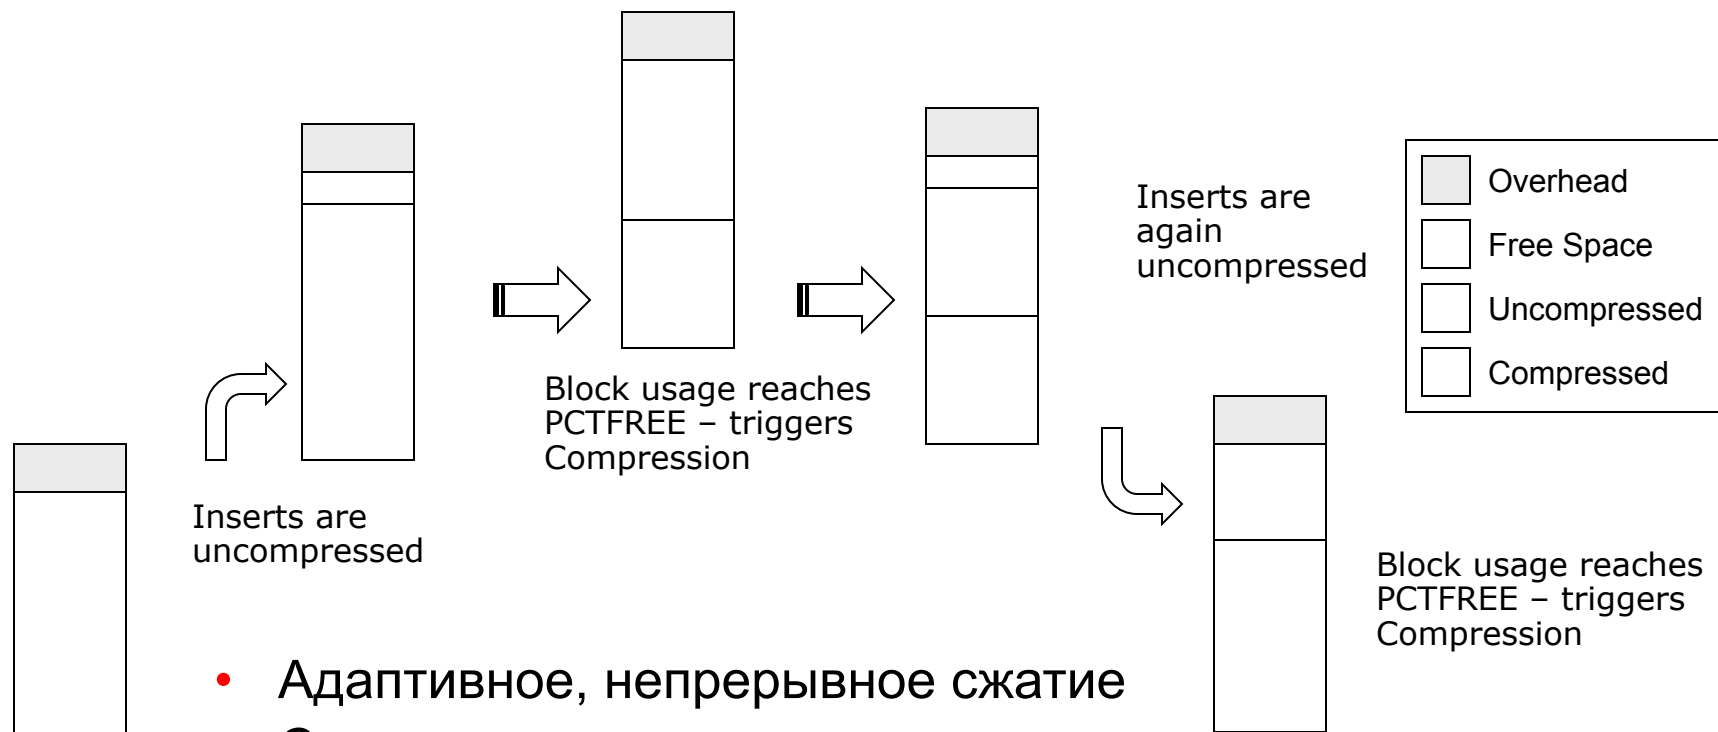 Inserts are
uncompressed
Block usage reaches
PCTFREE – triggers
Compression
Inserts are
again
uncompressed
Overhead
Free Space
Uncompressed
Compressed
Block usage reaches
PCTFREE – triggers
Compression
• Адаптивное, непрерывное сжатие